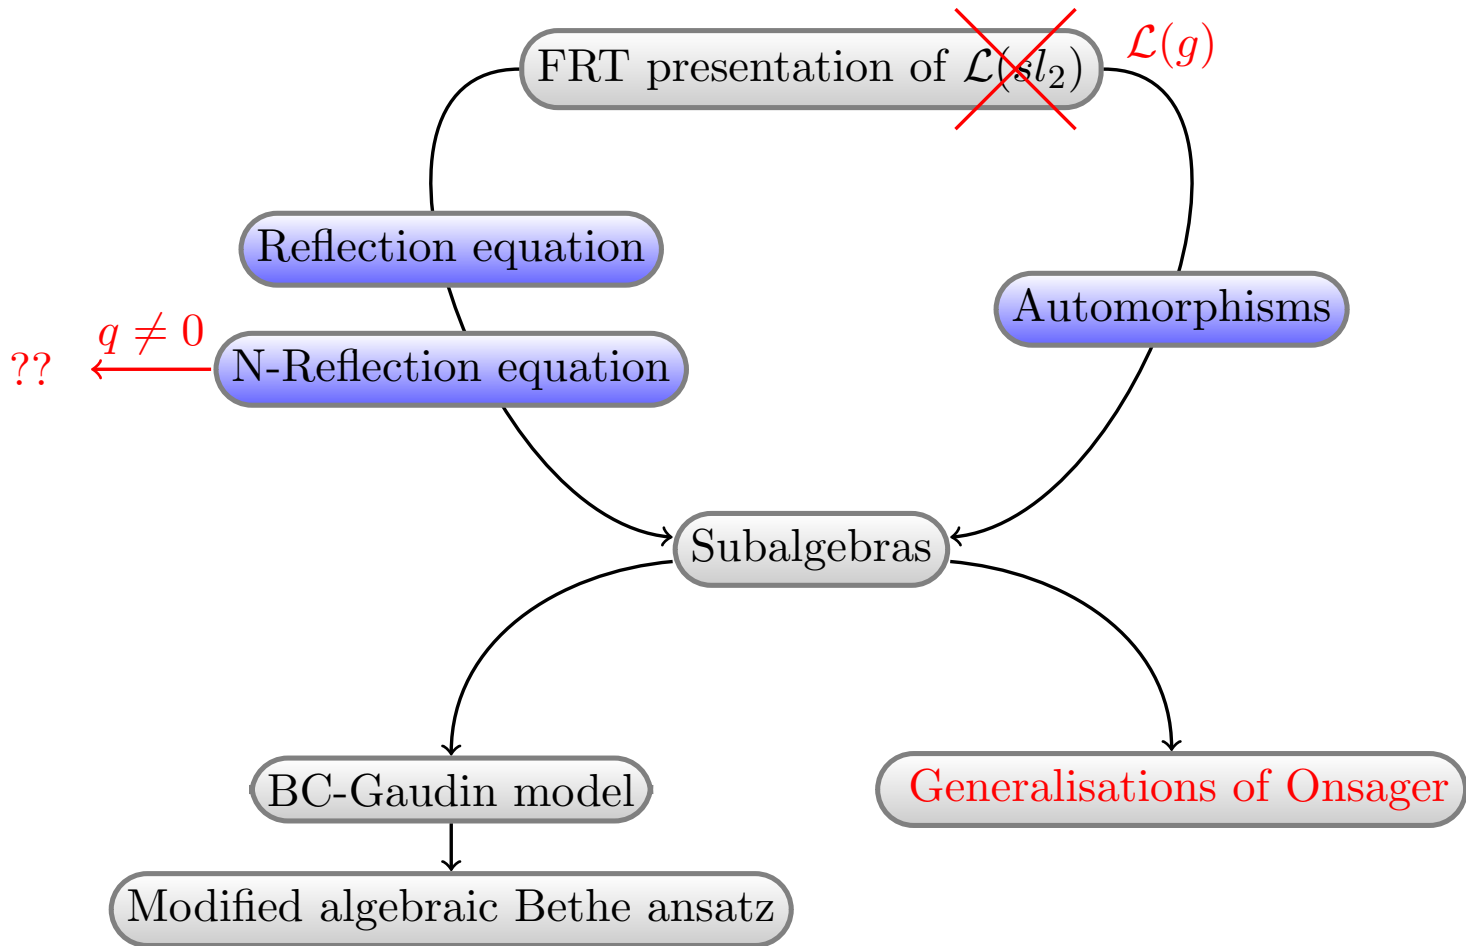 FRT presentation of 𝓛(sl₂) 𝓛(g)
Reflection equation
Automorphisms
q ≠ 0
?? N-Reflection equation
Subalgebras
BC-Gaudin model
Generalisations of Onsager
Modified algebraic Bethe ansatz